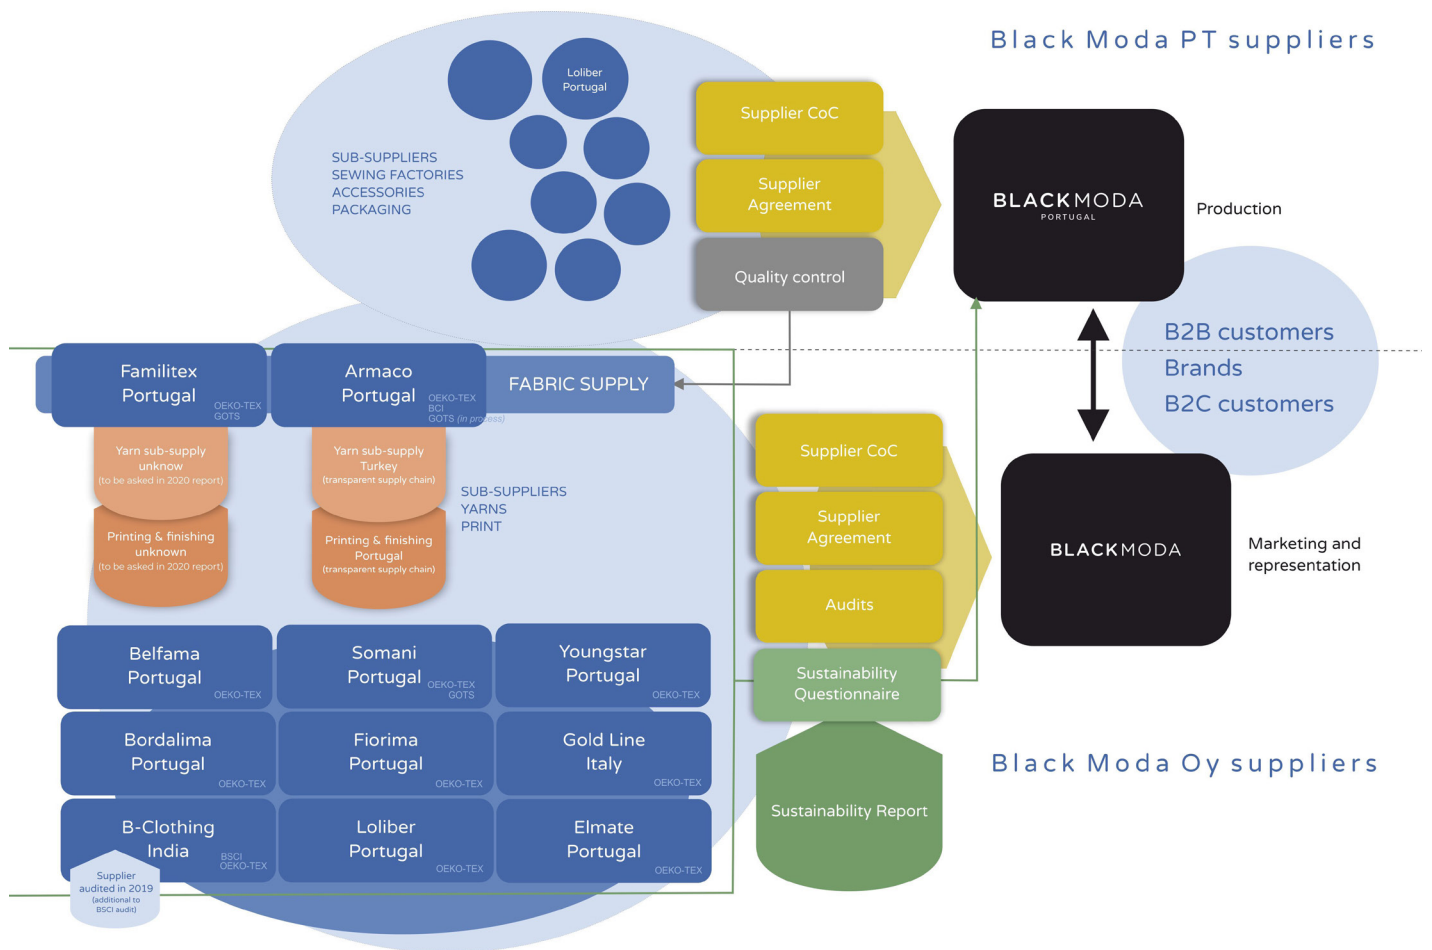 Black Moda PT suppliers
Loliber
Portugal
SUB-SUPPLIERS
SEWING FACTORIES
ACCESSORIES
PACKAGING
Supplier CoC
Supplier
Agreement
Quality control
BLACKMODA
PORTUGAL
Production
B2B customers
Brands
B2C customers
Familitex
Portugal
OEKO-TEX
GOTS
Armaco
Portugal
OEKO-TEX
BCI
GOTS (in process)
FABRIC SUPPLY
Yarn sub-supply
unknow
(to be asked in 2020 report)
Printing & finishing
unknown
(to be asked in 2020 report)
Yarn sub-supply
Turkey
(transparent supply chain)
Printing & finishing
Portugal
(transparent supply chain)
SUB-SUPPLIERS
YARNS
PRINT
Supplier CoC
Supplier
Agreement
Audits
Sustainability
Questionnaire
Sustainability Report
BLACKMODA
Marketing and
representation
Black Moda Oy suppliers
Belfama
Portugal
OEKO-TEX
Somani
Portugal
OEKO-TEX
GOTS
Youngstar
Portugal
OEKO-TEX
Bordalima
Portugal
OEKO-TEX
Fiorima
Portugal
OEKO-TEX
Gold Line
Italy
OEKO-TEX
B-Clothing
India
BSCI
OEKO-TEX
Loliber
Portugal
OEKO-TEX
Elmate
Portugal
OEKO-TEX
Supplier
audited in 2019
(additional to
BSCI audit)